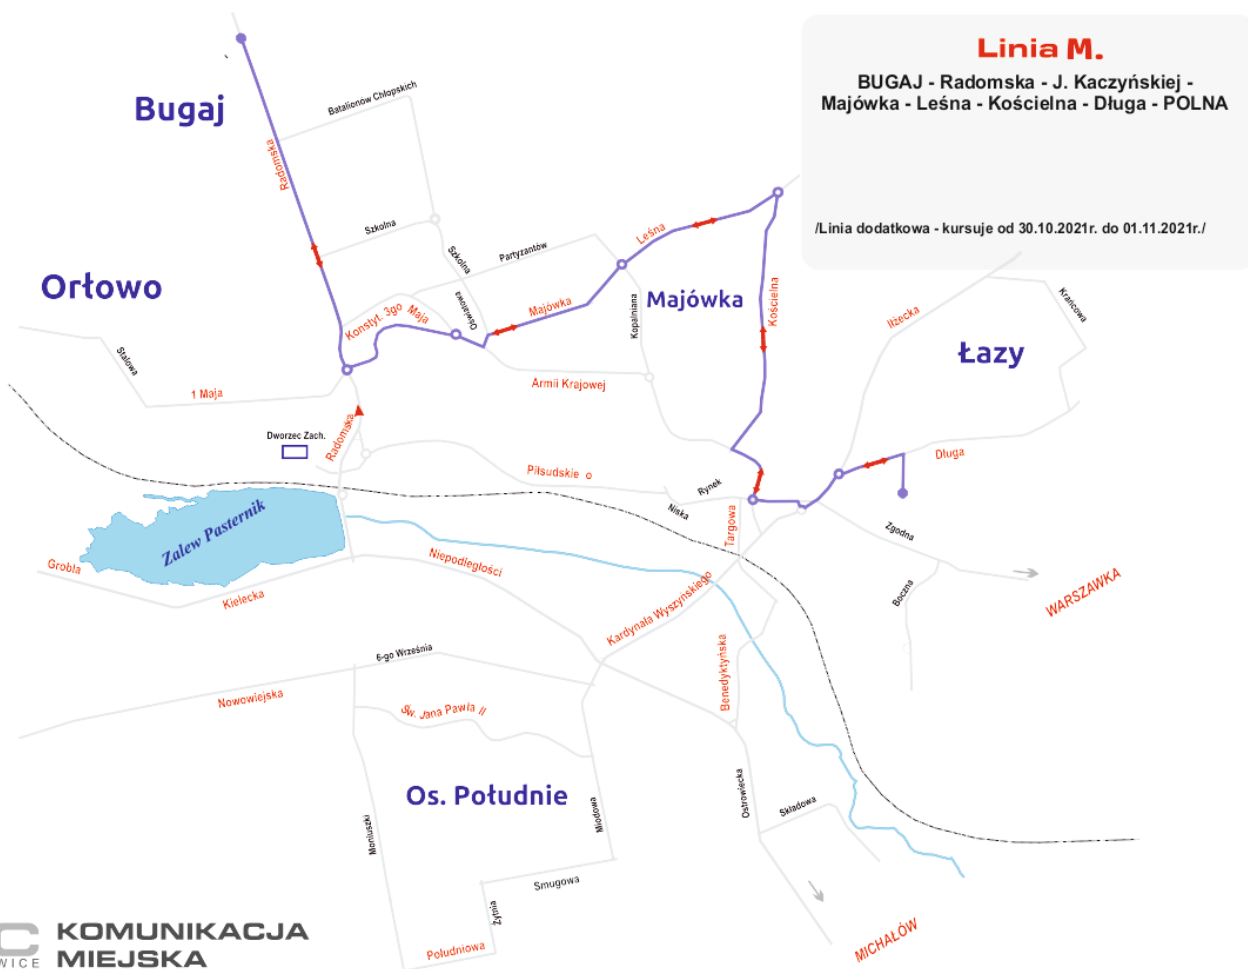 Linia M.
BUGAJ - Radomska - J. Kaczyńskiej -
Majówka - Leśna - Kościelna - Długa - POLNA
/Linia dodatkowa - kursuje od 30.10.2021r. do 01.11.2021r./
Bugaj
Batalionów Chłopskich
Radomska
Szkolna
Szkolna
Partyzantów
Leśna
Orłowo
Konstyt. 3go Maja
Oświatowa
Majówka
Kopalniana
Majówka
Kościelna
Iłżecka
Krańcowa
Łazy
Stalowa
1 Maja
Armii Krajowej
Radomska
Dworzec Zach.
Piłsudskie o
Rynek
Niska
Targowa
Długa
Zgodna
Boczna
WARSZAWKA
Zalew Pasternik
Grobla
Kielecka
Niepodległości
Kardynała Wyszyńskiego
Benedyktyńska
6-go Września
Nowowiejska
Św. Jana Pawła II
Os. Południe
Moniuszki
Miodowa
Ostrowiecka
Składowa
Smugowa
Żytnia
Południowa
MICHAŁÓW
C KOMUNIKACJA
WICE MIEJSKA